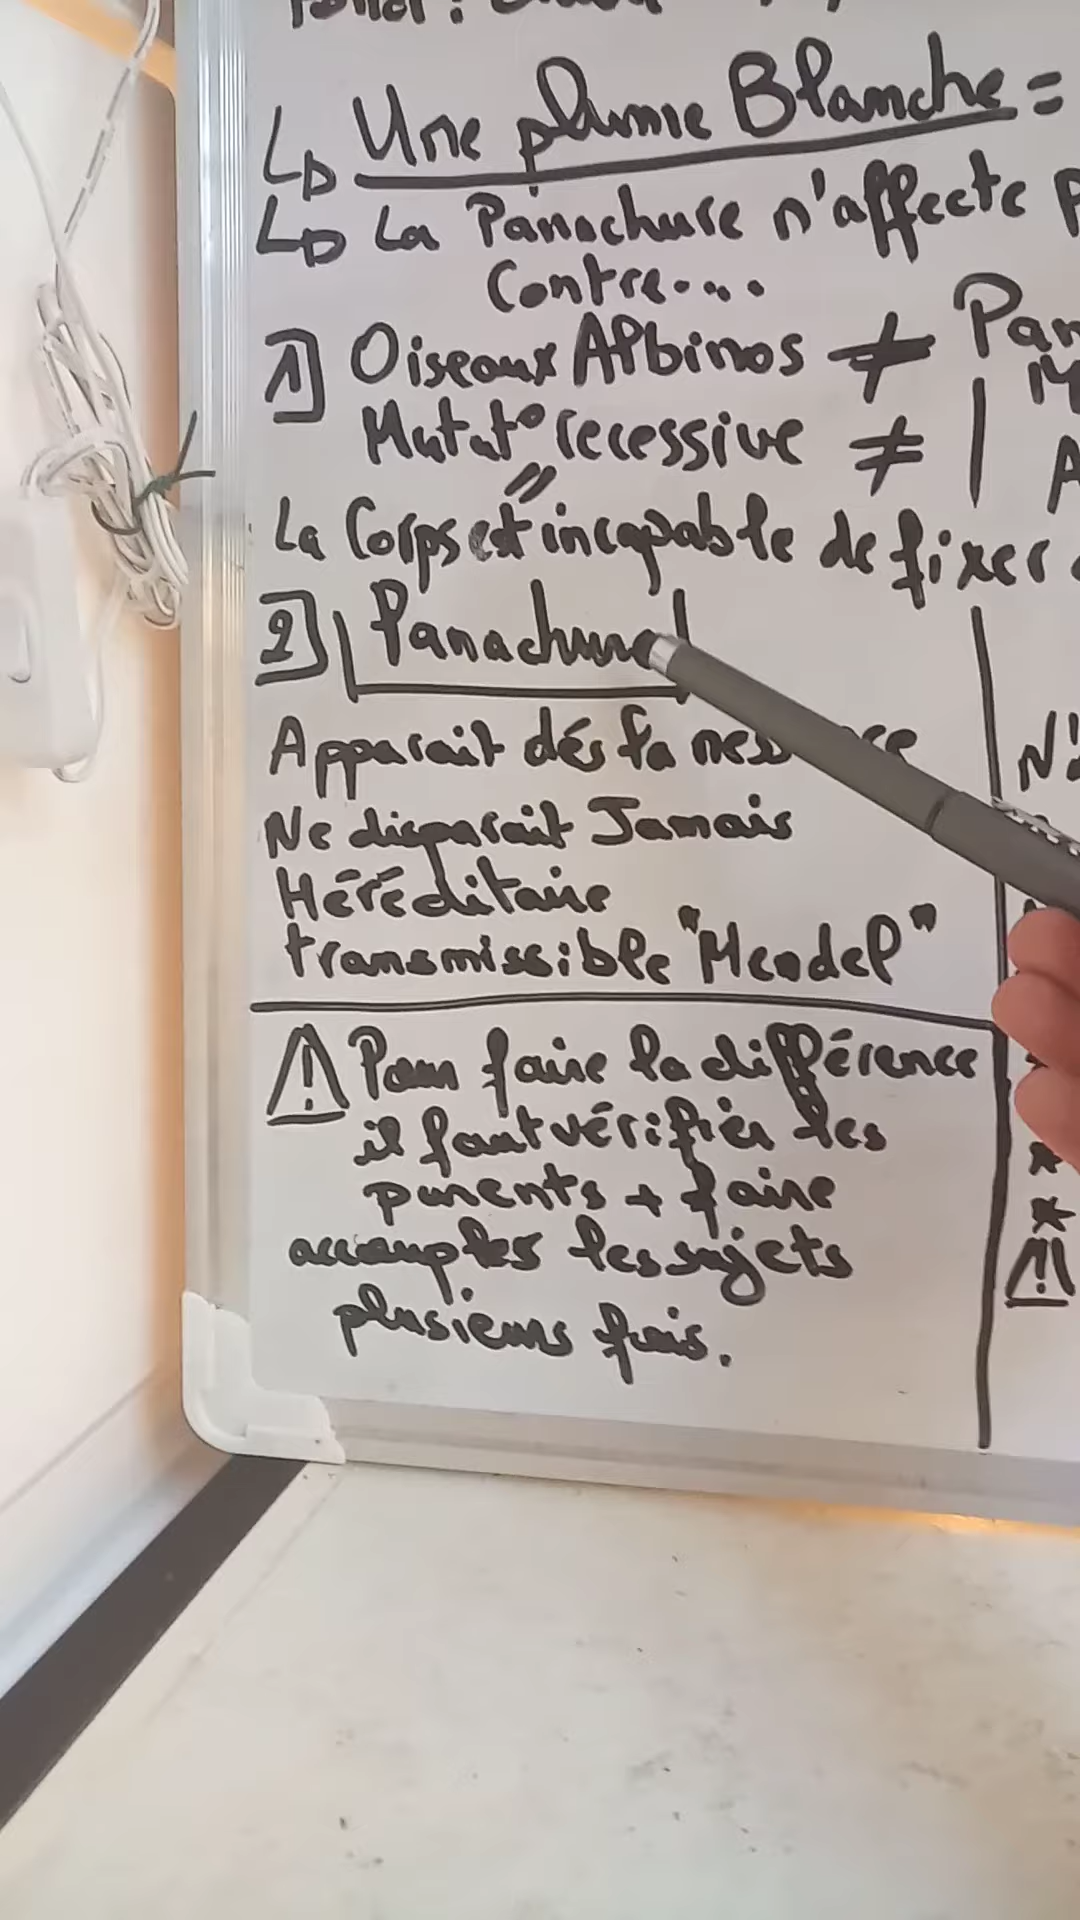 ↳ Une plume Blanche =
↳ La Panachure n'affecte P
Contre....
1] Oiseaux Albinos ≠ Pan
Mutat° recessive ≠
La Corps est incapable de fixer
2] Panachure
Apparait dés la
Ne disparait Jamais
Héréditaire
transmissible "Mendel"
⚠ Pour faire la différence
il faut vérifier les
parents + faire
accoupler les sujets
plusieurs fois.